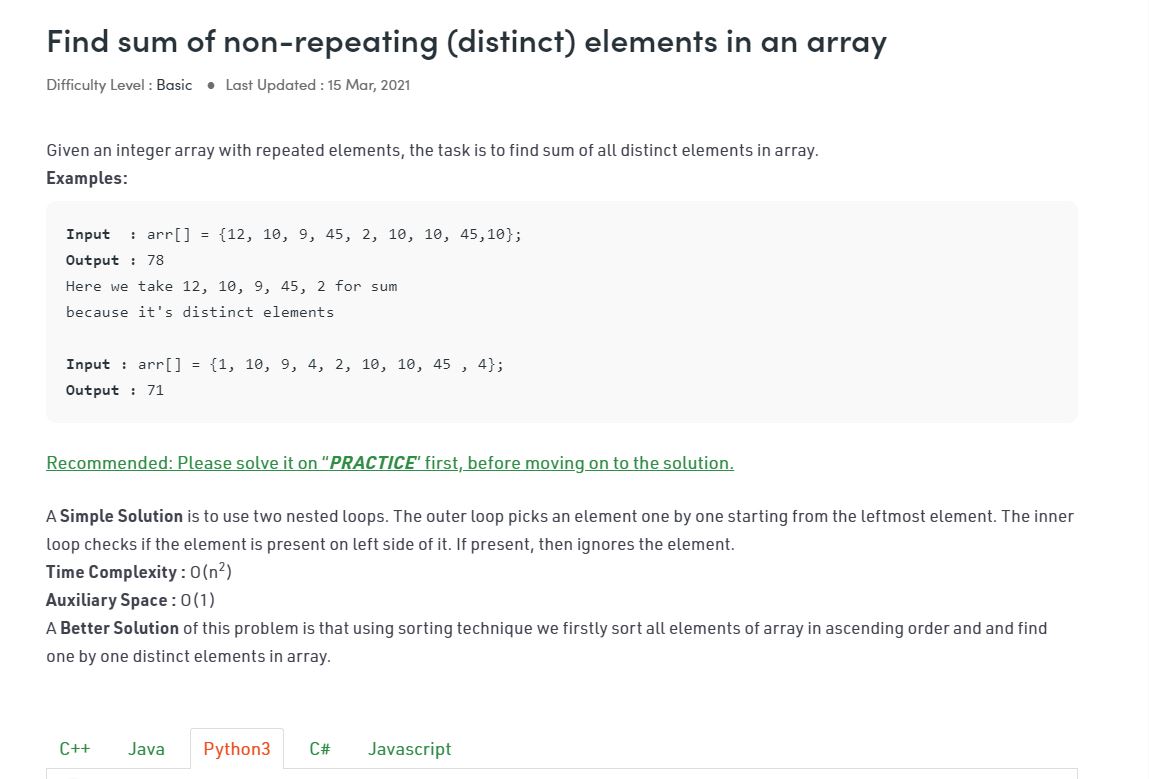 Find sum of non-repeating (distinct) elements in an array
Difficulty Level : Basic ● Last Updated : 15 Mar, 2021
Given an integer array with repeated elements, the task is to find sum of all distinct elements in array.
Examples:
Input  : arr[] = {12, 10, 9, 45, 2, 10, 10, 45,10};
Output : 78
Here we take 12, 10, 9, 45, 2 for sum
because it's distinct elements
Input : arr[] = {1, 10, 9, 4, 2, 10, 10, 45 , 4};
Output : 71
Recommended: Please solve it on “PRACTICE” first, before moving on to the solution.
A Simple Solution is to use two nested loops. The outer loop picks an element one by one starting from the leftmost element. The inner
loop checks if the element is present on left side of it. If present, then ignores the element.
Time Complexity : O(n²)
Auxiliary Space : O(1)
A Better Solution of this problem is that using sorting technique we firstly sort all elements of array in ascending order and and find
one by one distinct elements in array.
C++ Java Python3 C# Javascript